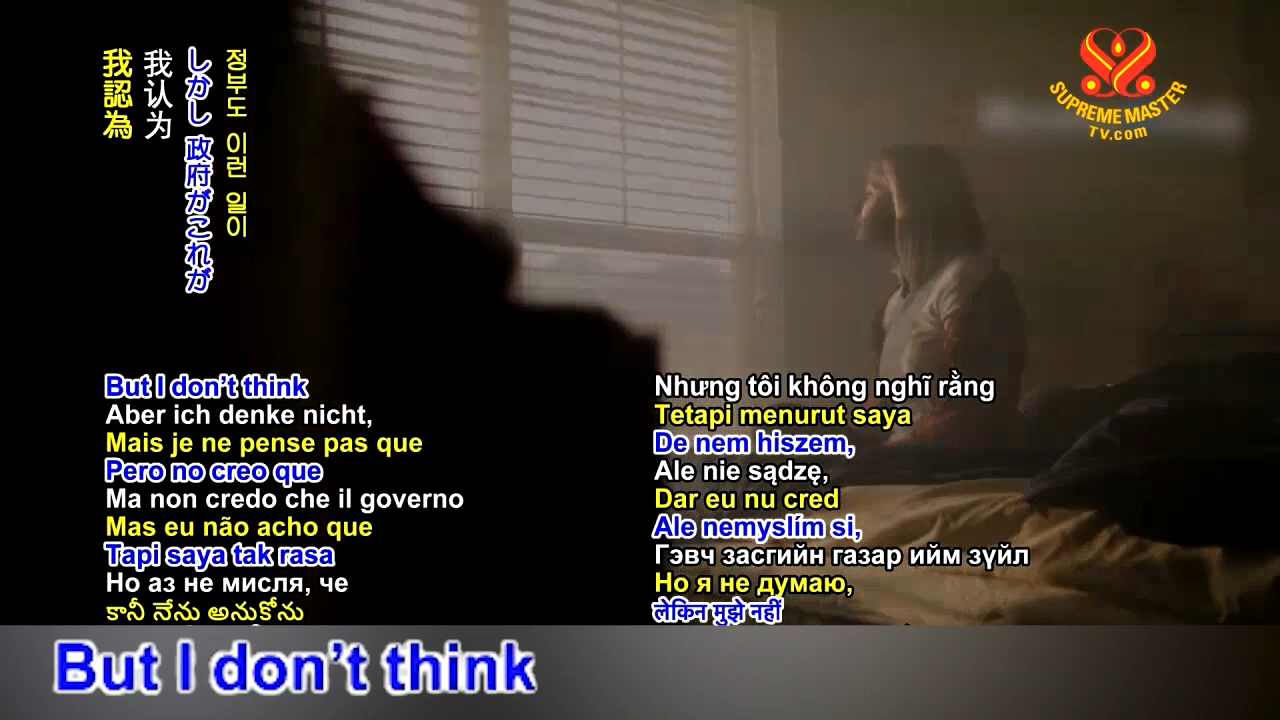 SUPREME MASTER
TV.com
정부도 이런 일이
しかし 政府がこれが
我认为
我認為
But I don't think
Aber ich denke nicht,
Mais je ne pense pas que
Pero no creo que
Ma non credo che il governo
Mas eu não acho que
Tapi saya tak rasa
Но аз не мисля, че
కానీ నేను అనుకోను
Nhưng tôi không nghĩ rằng
Tetapi menurut saya
De nem hiszem,
Ale nie sądzę,
Dar eu nu cred
Ale nemyslím si,
Гэвч засгийн газар ийм зүйл
Но я не думаю,
लेकिन मुझे नहीं
But I don't think